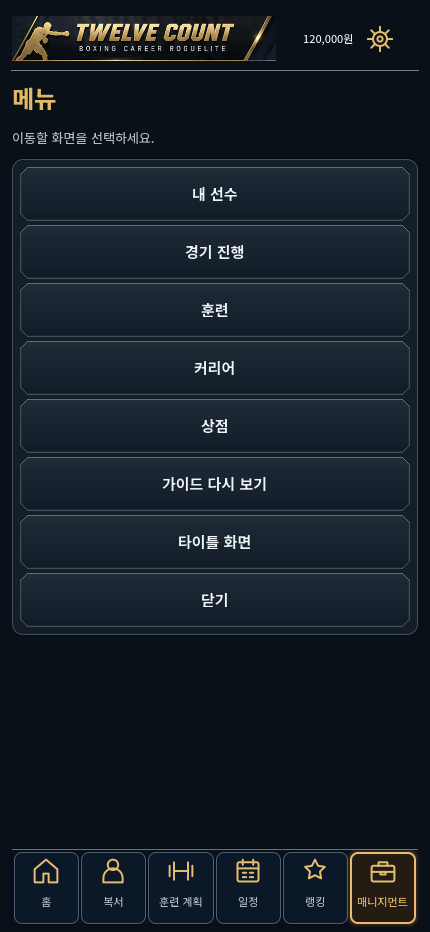 TWELVE COUNT
BOXING CAREER ROGUELITE
120,000원
메뉴
이동할 화면을 선택하세요.
내 선수
경기 진행
훈련
커리어
상점
가이드 다시 보기
타이틀 화면
닫기
홈
복서
훈련 계획
일정
랭킹
매니지먼트